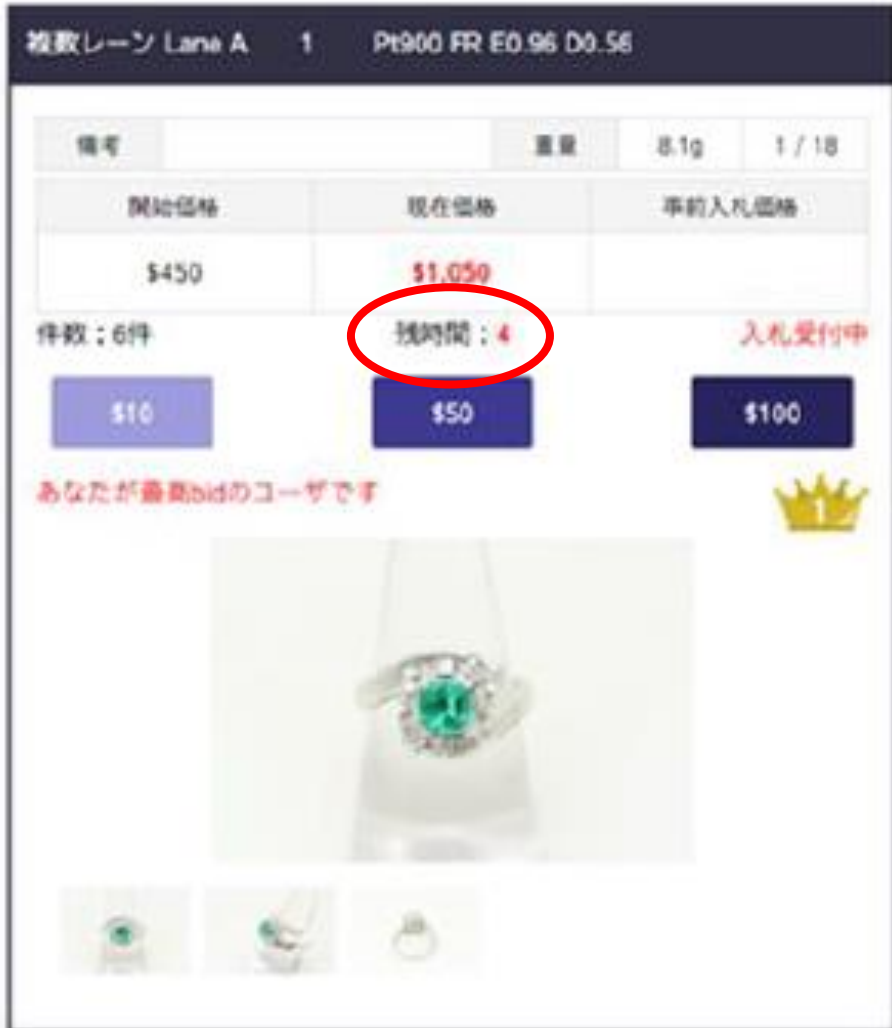 複数レーン Lane A 1 Pt900 FR E0.96 D0.56
備考 重量 8.1g 1 / 18
開始価格 現在価格 事前入札価格
$450 $1,050
件数：6件 残時間：4 入札受付中
$10 $50 $100
あなたが最高bidのユーザです
1